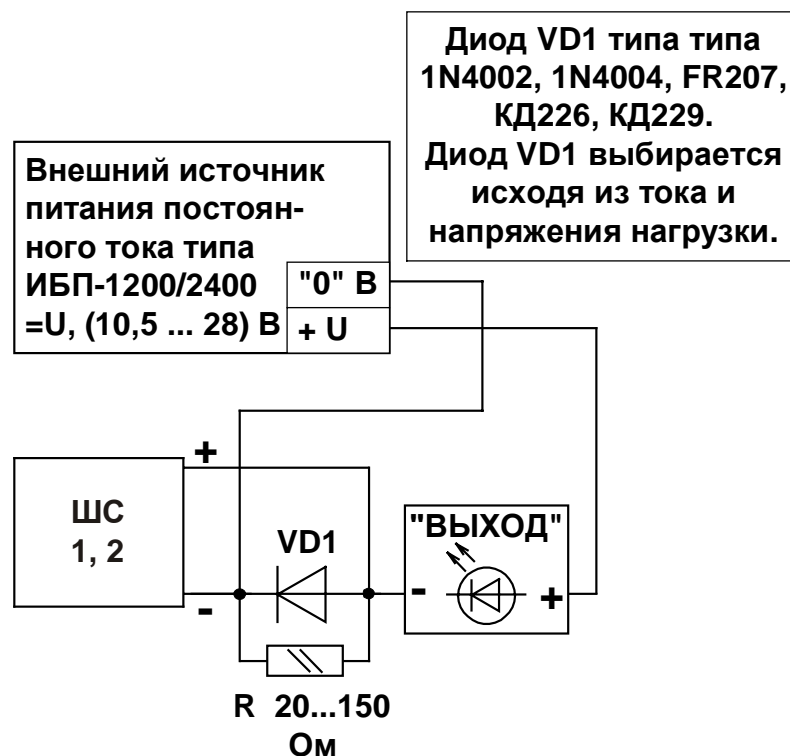 Диод VD1 типа типа
1N4002, 1N4004, FR207,
КД226, КД229.
Диод VD1 выбирается
исходя из тока и
напряжения нагрузки.
Внешний источник
питания постоян-
ного тока типа
ИБП-1200/2400
=U, (10,5 ... 28) В
"0" В
+ U
+
ШС
1, 2
-
VD1
"ВЫХОД"
-
+
R 20...150
Ом